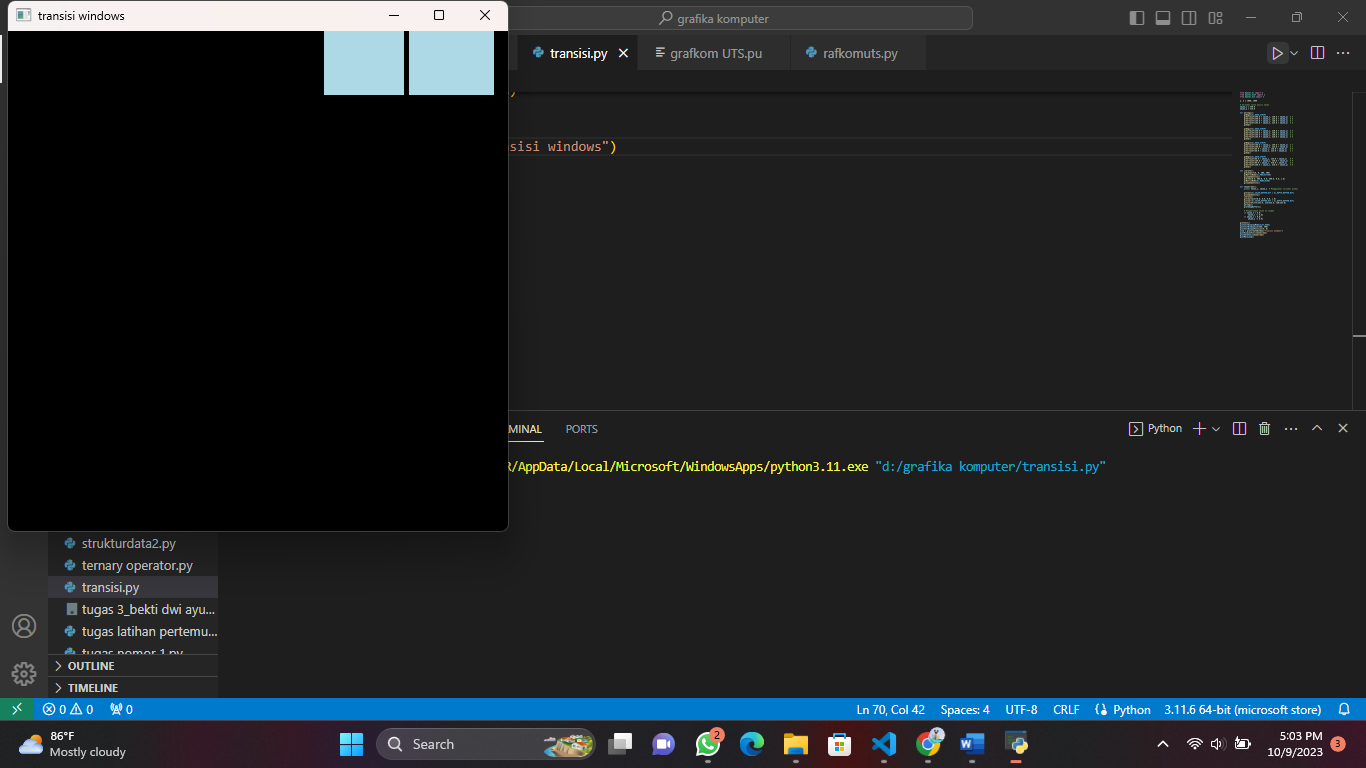 transisi windows
grafika komputer
transisi.py
grafkom UTS.pu
rafkomuts.py
)
sisi windows")
MINAL
PORTS
Python
R/AppData/Local/Microsoft/WindowsApps/python3.11.exe "d:/grafika komputer/transisi.py"
strukturdata2.py
ternary operator.py
transisi.py
tugas 3_bekti dwi ayu...
tugas latihan pertemu...
tugas nomor 1.py
OUTLINE
TIMELINE
0 0 0
Ln 70, Col 42 Spaces: 4 UTF-8 CRLF Python 3.11.6 64-bit (microsoft store)
86°F
Mostly cloudy
Search
2
5:03 PM
10/9/2023
3